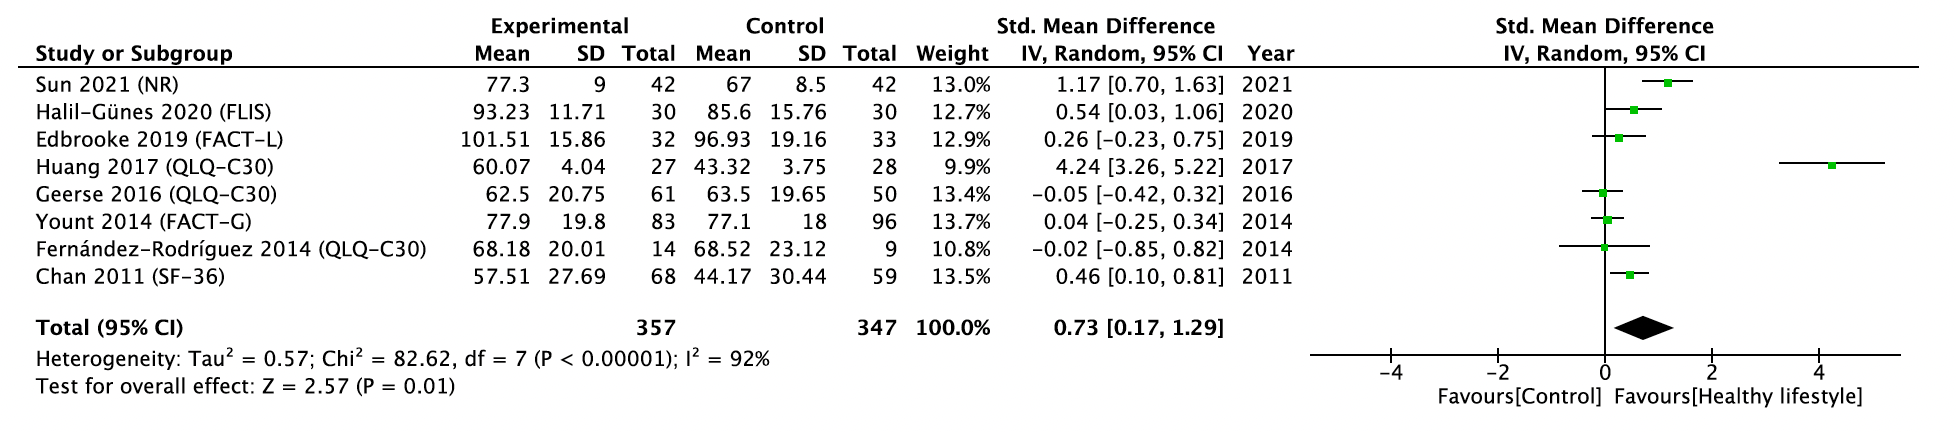 Experimental Control Std. Mean Difference Std. Mean Difference
Study or Subgroup Mean SD Total Mean SD Total Weight IV, Random, 95% CI Year IV, Random, 95% CI
Sun 2021 (NR) 77.3 9 42 67 8.5 42 13.0% 1.17 [0.70, 1.63] 2021
Halil-Günes 2020 (FLIS) 93.23 11.71 30 85.6 15.76 30 12.7% 0.54 [0.03, 1.06] 2020
Edbrooke 2019 (FACT-L) 101.51 15.86 32 96.93 19.16 33 12.9% 0.26 [-0.23, 0.75] 2019
Huang 2017 (QLQ-C30) 60.07 4.04 27 43.32 3.75 28 9.9% 4.24 [3.26, 5.22] 2017
Geerse 2016 (QLQ-C30) 62.5 20.75 61 63.5 19.65 50 13.4% -0.05 [-0.42, 0.32] 2016
Yount 2014 (FACT-G) 77.9 19.8 83 77.1 18 96 13.7% 0.04 [-0.25, 0.34] 2014
Fernández-Rodríguez 2014 (QLQ-C30) 68.18 20.01 14 68.52 23.12 9 10.8% -0.02 [-0.85, 0.82] 2014
Chan 2011 (SF-36) 57.51 27.69 68 44.17 30.44 59 13.5% 0.46 [0.10, 0.81] 2011
Total (95% CI) 357 347 100.0% 0.73 [0.17, 1.29]
Heterogeneity: Tau² = 0.57; Chi² = 82.62, df = 7 (P < 0.00001); I² = 92%
Test for overall effect: Z = 2.57 (P = 0.01)
-4 -2 0 2 4
Favours[Control] Favours[Healthy lifestyle]